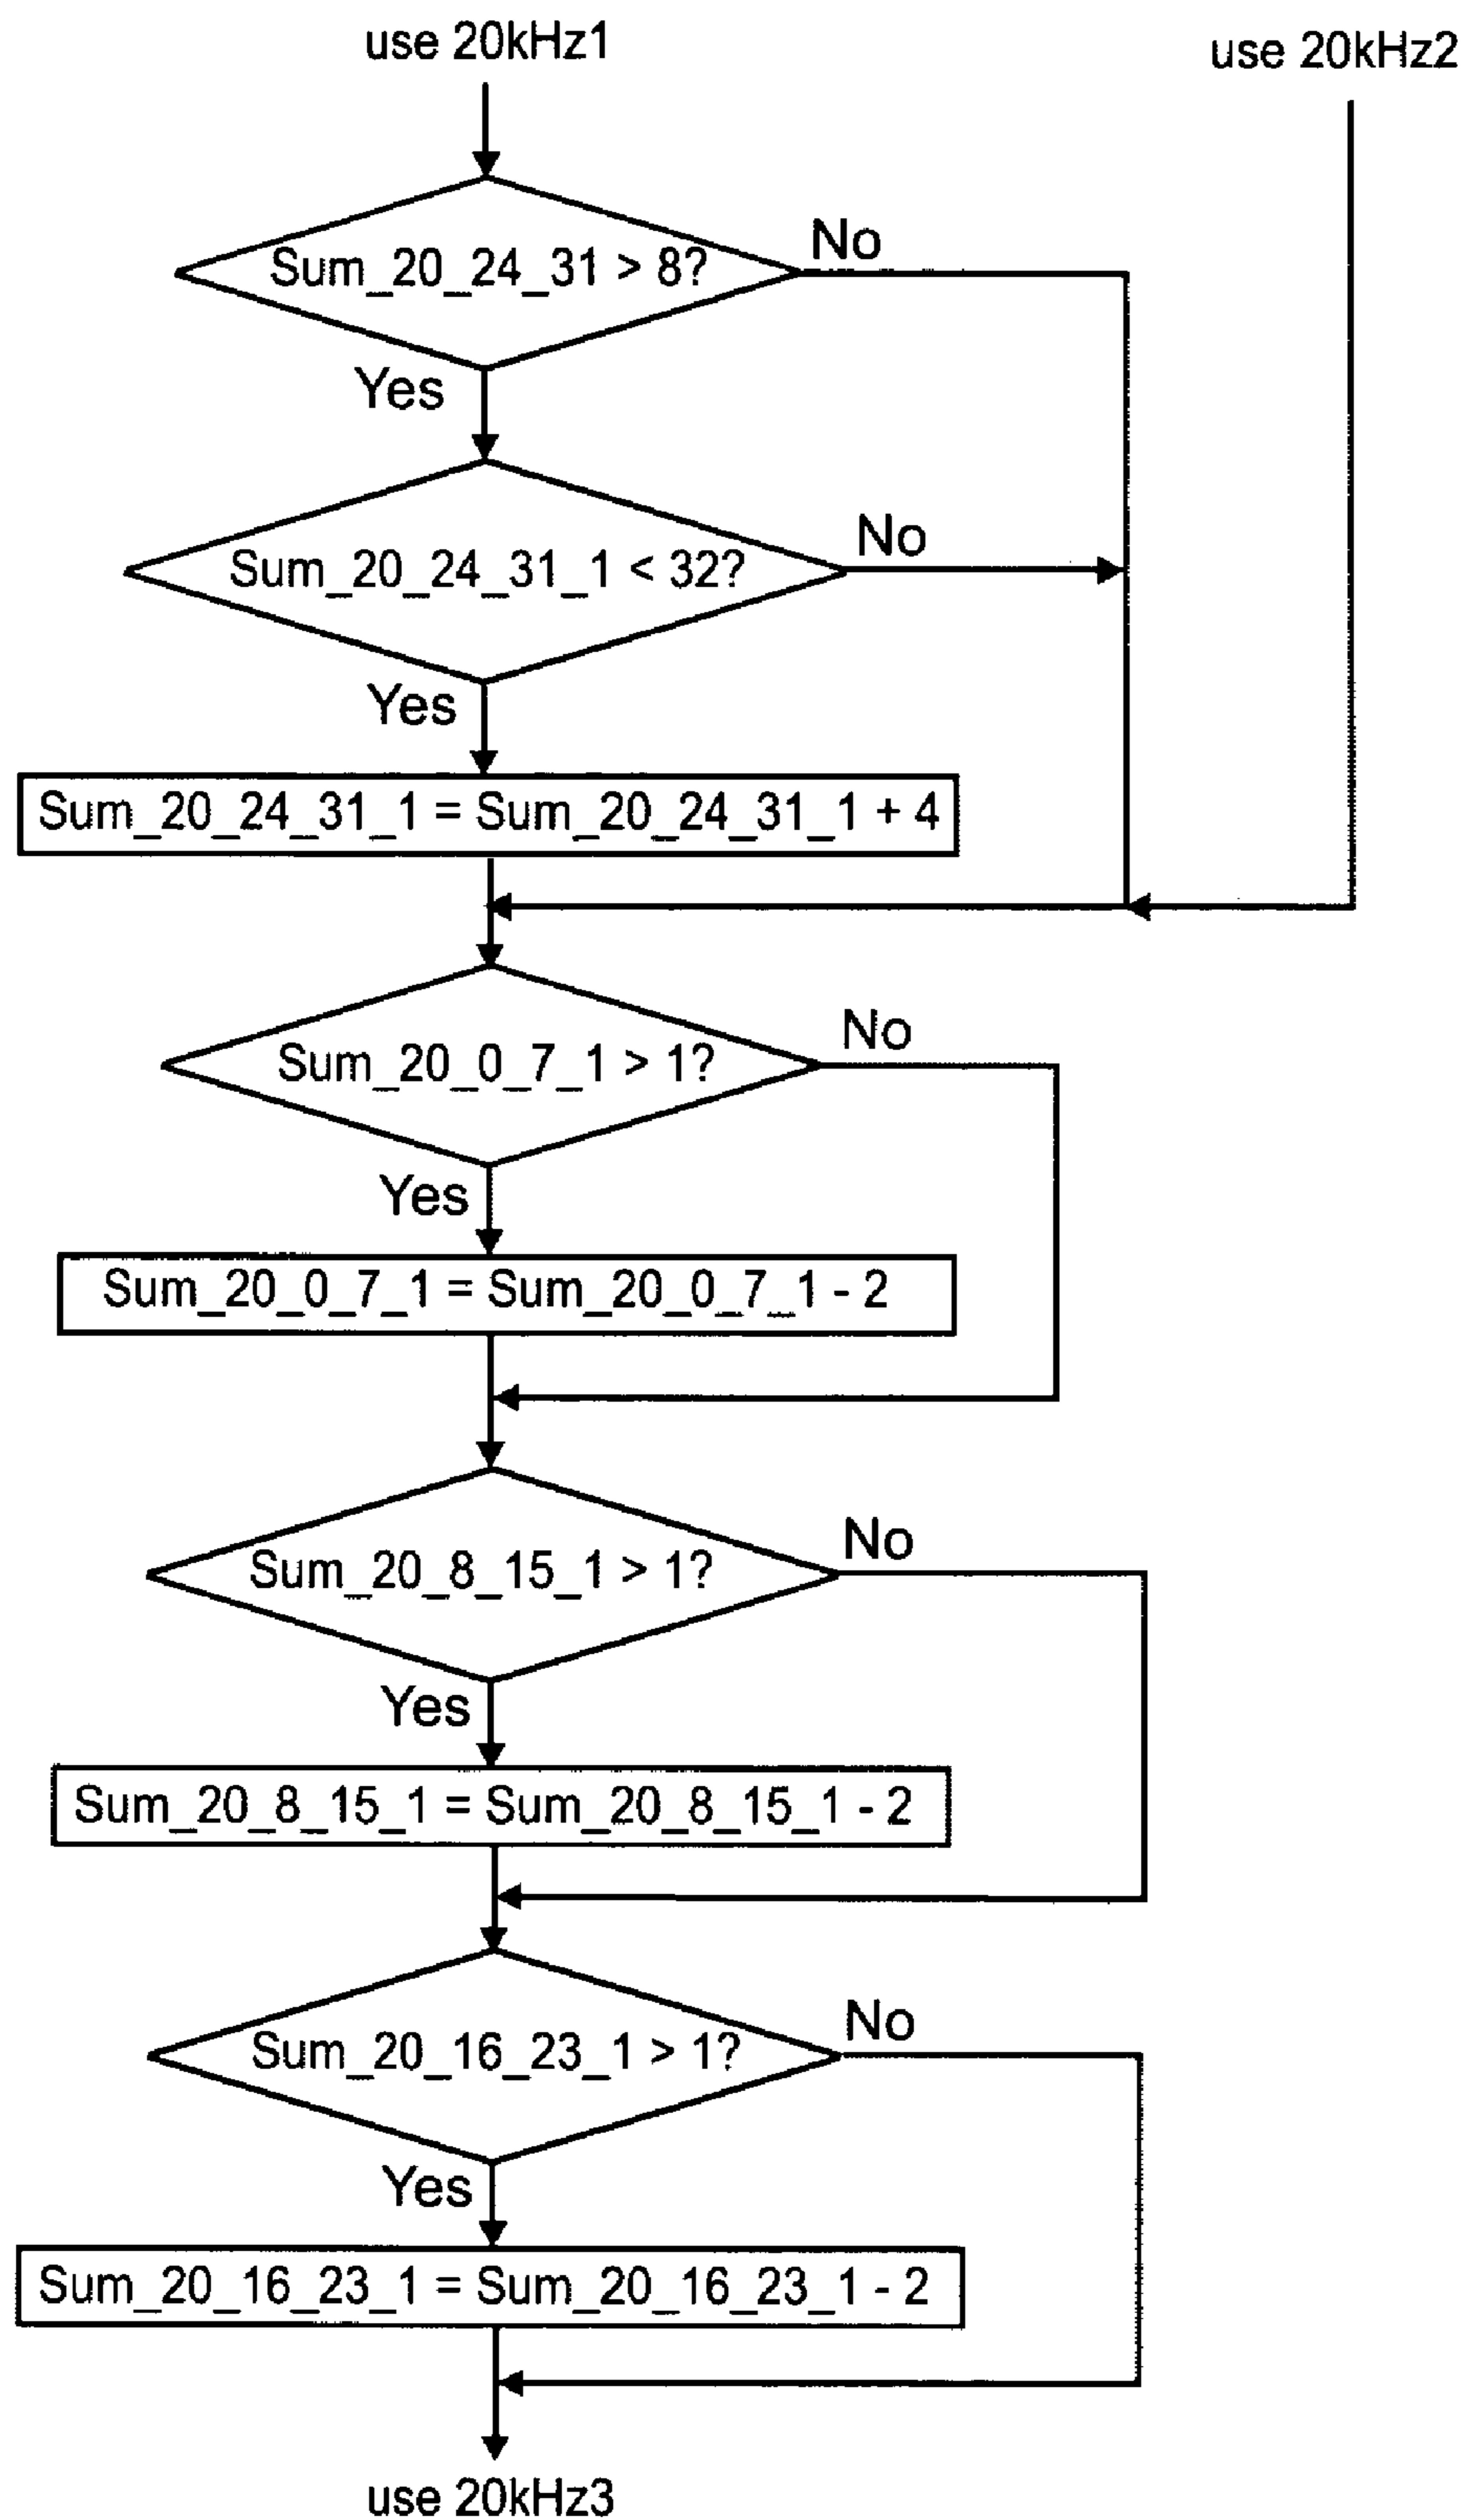 use 20kHz1
use 20kHz2
Sum_20_24_31 > 8?
No
Yes
Sum_20_24_31_1 < 32?
No
Yes
Sum_20_24_31_1 = Sum_20_24_31_1 + 4
Sum_20_0_7_1 > 1?
No
Yes
Sum_20_0_7_1 = Sum_20_0_7_1 - 2
Sum_20_8_15_1 > 1?
No
Yes
Sum_20_8_15_1 = Sum_20_8_15_1 - 2
Sum_20_16_23_1 > 1?
No
Yes
Sum_20_16_23_1 = Sum_20_16_23_1 - 2
use 20kHz3